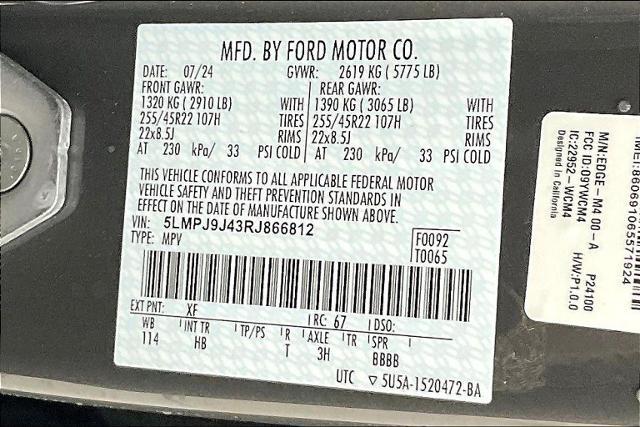 MFD. BY FORD MOTOR CO.
DATE: 07/24 GVWR: 2619 KG ( 5775 LB)
FRONT GAWR: REAR GAWR:
1320 KG ( 2910 LB) WITH 1390 KG ( 3065 LB) WITH
255/45R22 107H TIRES 255/45R22 107H TIRES
22x8.5J RIMS 22x8.5J RIMS
AT 230 kPa/ 33 PSI COLD AT 230 kPa/ 33 PSI COLD
THIS VEHICLE CONFORMS TO ALL APPLICABLE FEDERAL MOTOR
VEHICLE SAFETY AND THEFT PREVENTION STANDARDS IN
EFFECT ON THE DATE OF MANUFACTURE SHOWN ABOVE.
VIN: 5LMPJ9J43RJ866812
TYPE: MPV
F0092
T0065
EXT PNT: XF RC: 67 DSO:
WB INT TR TP/PS R AXLE TR SPR
114 HB T 3H BBBB
UTC ▽ 5U5A-1520472-BA
IMEI:860691065571924
M/N:EDGE-M4 00-A P24100
FCC ID:O9YWCM4 H/W:P1.0.0
IC:22952-WCM4
Designed in California